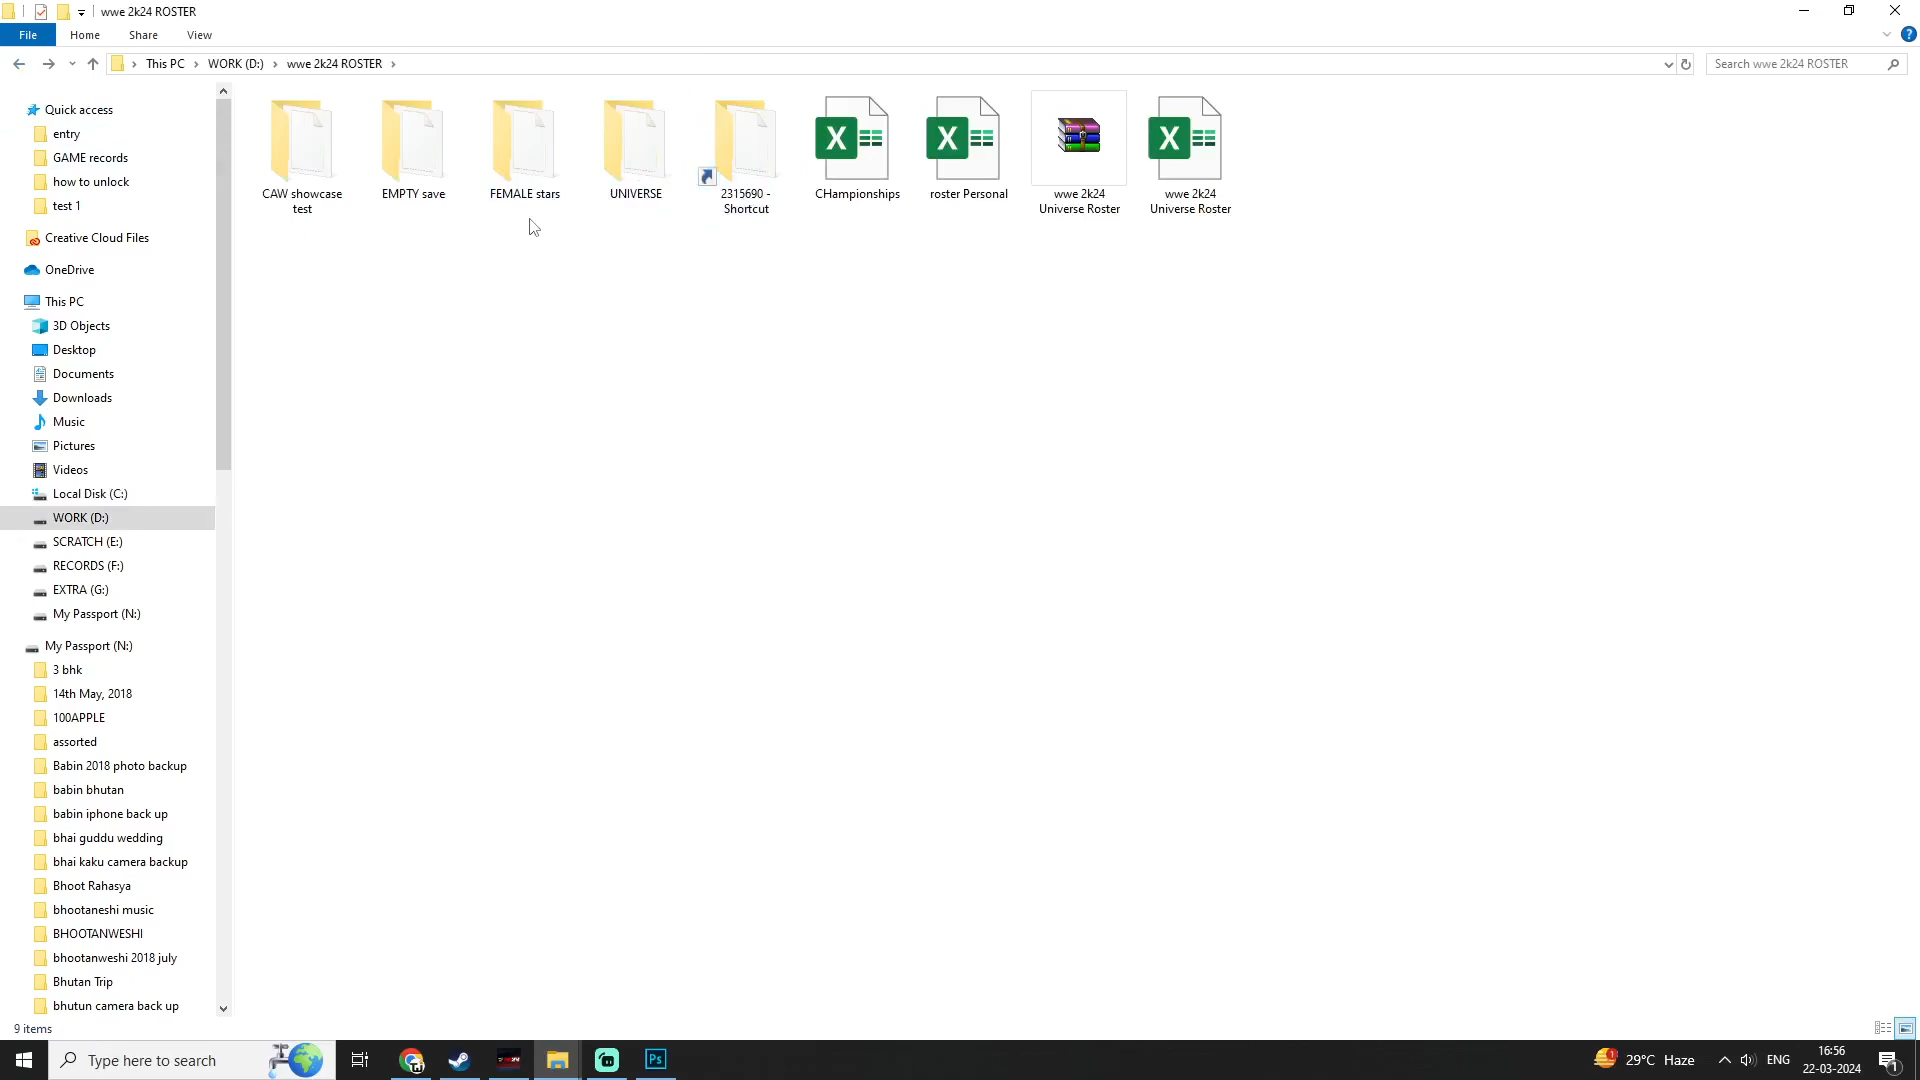 wwe 2k24 ROSTER
File
Home
Share
View
This PC
WORK (D:)
wwe 2k24 ROSTER
Search wwe 2k24 ROSTER
Quick access
entry
GAME records
how to unlock
test 1
Creative Cloud Files
OneDrive
This PC
3D Objects
Desktop
Documents
Downloads
Music
Pictures
Videos
Local Disk (C:)
WORK (D:)
SCRATCH (E:)
RECORDS (F:)
EXTRA (G:)
My Passport (N:)
My Passport (N:)
3 bhk
14th May, 2018
100APPLE
assorted
Babin 2018 photo backup
babin bhutan
babin iphone back up
bhai guddu wedding
bhai kaku camera backup
Bhoot Rahasya
bhootaneshi music
BHOOTANWESHI
bhootanweshi 2018 july
Bhutan Trip
bhutun camera back up
CAW showcase
test
EMPTY save
FEMALE stars
UNIVERSE
2315690 -
Shortcut
CHampionships
roster Personal
wwe 2k24
Universe Roster
wwe 2k24
Universe Roster
9 items
Type here to search
Ps
29°C Haze
ENG
16:56
22-03-2024
1